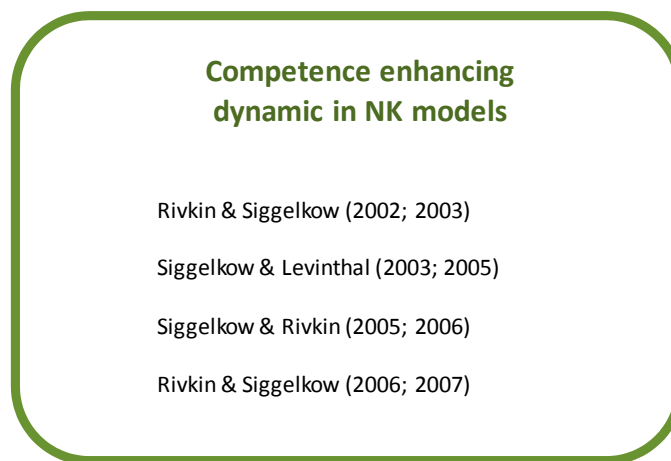 Competence enhancing
dynamic in NK models
Rivkin & Siggelkow (2002; 2003)
Siggelkow & Levinthal (2003; 2005)
Siggelkow & Rivkin (2005; 2006)
Rivkin & Siggelkow (2006; 2007)